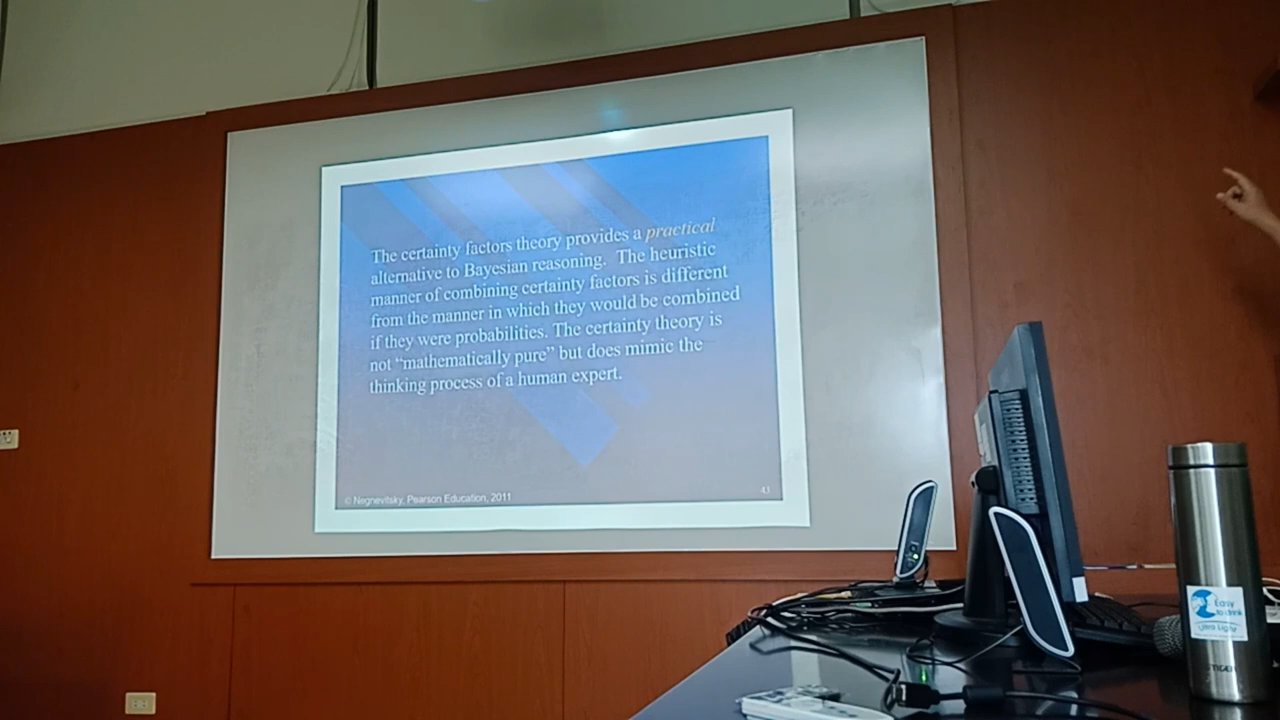 The certainty factors theory provides a practical
alternative to Bayesian reasoning. The heuristic
manner of combining certainty factors is different
from the manner in which they would be combined
if they were probabilities. The certainty theory is
not “mathematically pure” but does mimic the
thinking process of a human expert.
© Negnevitsky, Pearson Education, 2011
43
Easy
to drink
Ultra Light
TIGER